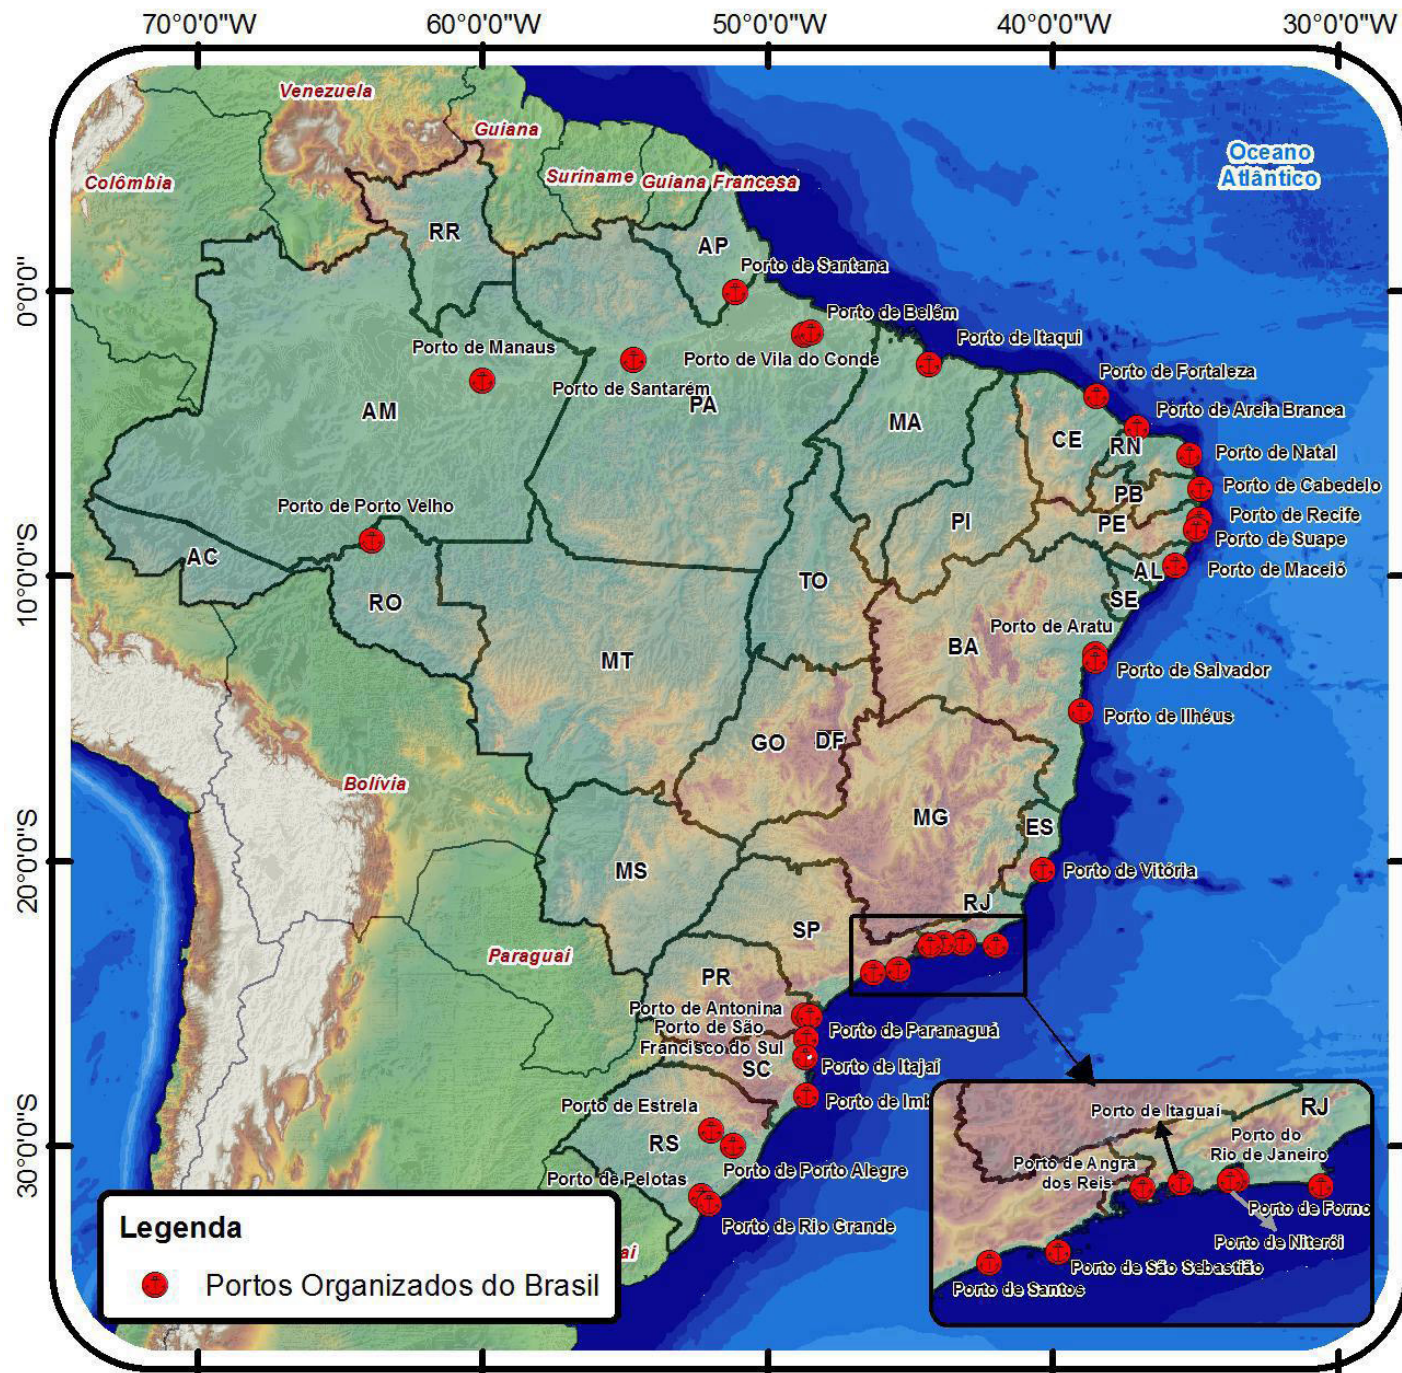 70°0'0"W 60°0'0"W 50°0'0"W 40°0'0"W 30°0'0"W
Venezuela
Guiana
Oceano
Atlântico
Suriname
Guiana Francesa
Colômbia
RR
AP
Porto de Santana
0°0'0"
Porto de Belém
Porto de Itaqui
Porto de Manaus
Porto de Vila do Conde
Porto de Santarém
Porto de Fortaleza
PA
AM
MA
Porto de Areia Branca
CE
RN
Porto de Natal
Porto de Cabedelo
PB
Porto de Porto Velho
PI
PE
Porto de Recife
Porto de Suape
10°0'0"S
AC
AL
Porto de Maceió
TO
SE
RO
Porto de Aratu
BA
MT
Porto de Salvador
Porto de Ilhéus
GO
DF
Bolívia
MG
ES
20°0'0"S
MS
Porto de Vitória
RJ
SP
Paraguai
PR
Porto de Antonina
Porto de São
Francisco do Sul
Porto de Paranaguá
SC
Porto de Itajaí
Porto de Imb
Porto de Estrela
RS
30°0'0"S
Porto de Porto Alegre
Porto de Pelotas
Porto de Rio Grande
ai
RJ
Porto de Itaguaí
Porto do
Rio de Janeiro
Porto de Angra
dos Reis
Porto de Forno
Porto de Niterói
Porto de São Sebastião
Porto de Santos
Legenda
Portos Organizados do Brasil